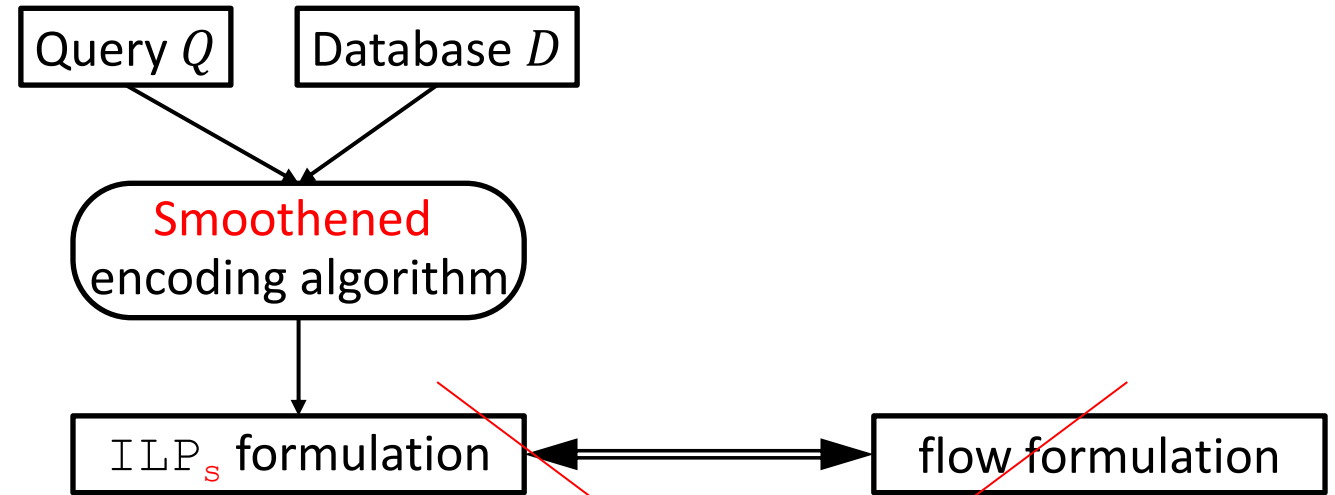 Query Q
Database D
Smoothened
encoding algorithm
ILPs formulation
flow formulation